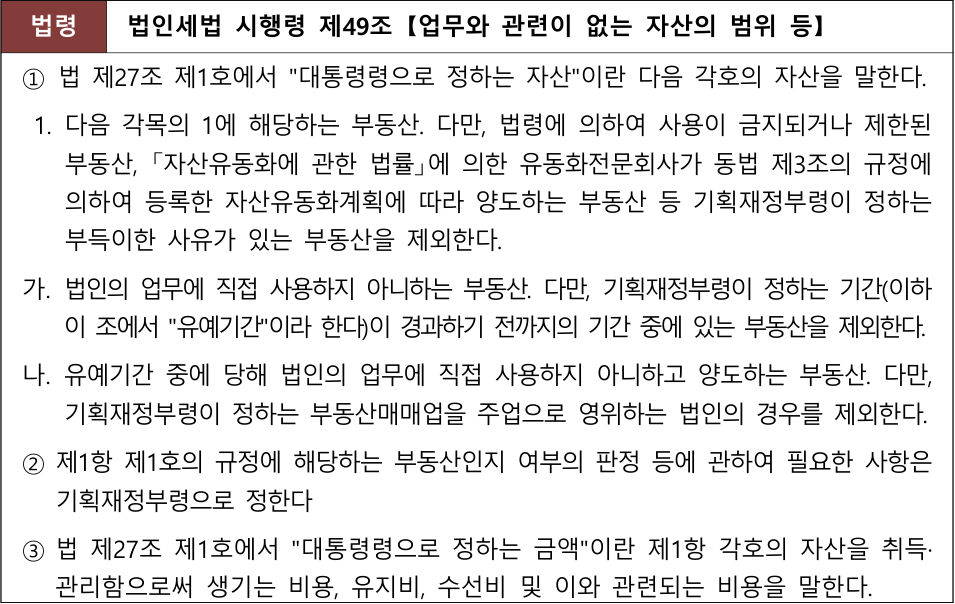 법령 법인세법 시행령 제49조【업무와 관련이 없는 자산의 범위 등】
① 법 제27조 제1호에서 "대통령령으로 정하는 자산"이란 다음 각호의 자산을 말한다.
1. 다음 각목의 1에 해당하는 부동산. 다만, 법령에 의하여 사용이 금지되거나 제한된
부동산, 「자산유동화에 관한 법률」에 의한 유동화전문회사가 동법 제3조의 규정에
의하여 등록한 자산유동화계획에 따라 양도하는 부동산 등 기획재정부령이 정하는
부득이한 사유가 있는 부동산을 제외한다.
가. 법인의 업무에 직접 사용하지 아니하는 부동산. 다만, 기획재정부령이 정하는 기간(이하
이 조에서 "유예기간"이라 한다)이 경과하기 전까지의 기간 중에 있는 부동산을 제외한다.
나. 유예기간 중에 당해 법인의 업무에 직접 사용하지 아니하고 양도하는 부동산. 다만,
기획재정부령이 정하는 부동산매매업을 주업으로 영위하는 법인의 경우를 제외한다.
② 제1항 제1호의 규정에 해당하는 부동산인지 여부의 판정 등에 관하여 필요한 사항은
기획재정부령으로 정한다
③ 법 제27조 제1호에서 "대통령령으로 정하는 금액"이란 제1항 각호의 자산을 취득·
관리함으로써 생기는 비용, 유지비, 수선비 및 이와 관련되는 비용을 말한다.